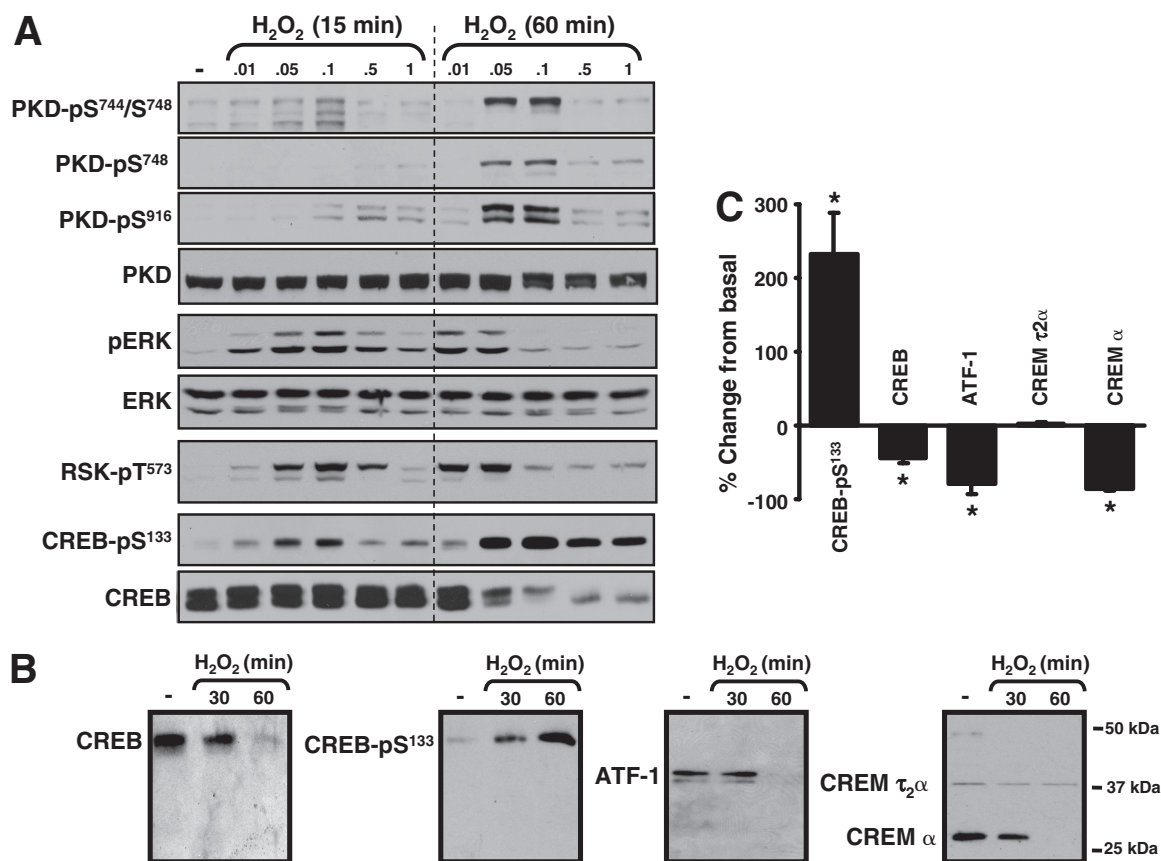 A
H₂O₂ (15 min) H₂O₂ (60 min)
- .01 .05 .1 .5 1 .01 .05 .1 .5 1
PKD-pS⁷⁴⁴/S⁷⁴⁸
PKD-pS⁷⁴⁸
PKD-pS⁹¹⁶
PKD
pERK
ERK
RSK-pT⁵⁷³
CREB-pS¹³³
CREB
C
% Change from basal
300
200
100
0
-100
*
CREB-pS¹³³
CREB
*
ATF-1
*
CREM τ2α
CREM α
*
B
H₂O₂ (min)
- 30 60
CREB
H₂O₂ (min)
- 30 60
CREB-pS¹³³
H₂O₂ (min)
- 30 60
ATF-1
H₂O₂ (min)
- 30 60
CREM τ₂α
CREM α
50 kDa
37 kDa
25 kDa